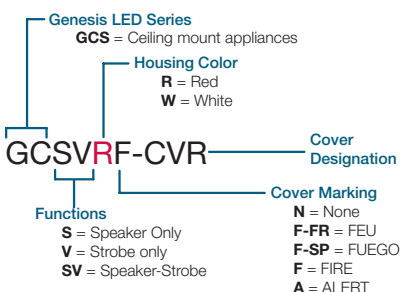 Genesis LED Series
GCS = Ceiling mount appliances
Housing Color
R = Red
W = White
GCSVRF-CVR
Cover
Designation
Functions
S = Speaker Only
V = Strobe only
SV = Speaker-Strobe
Cover Marking
N = None
F-FR = FEU
F-SP = FUEGO
F = FIRE
A = ALERT